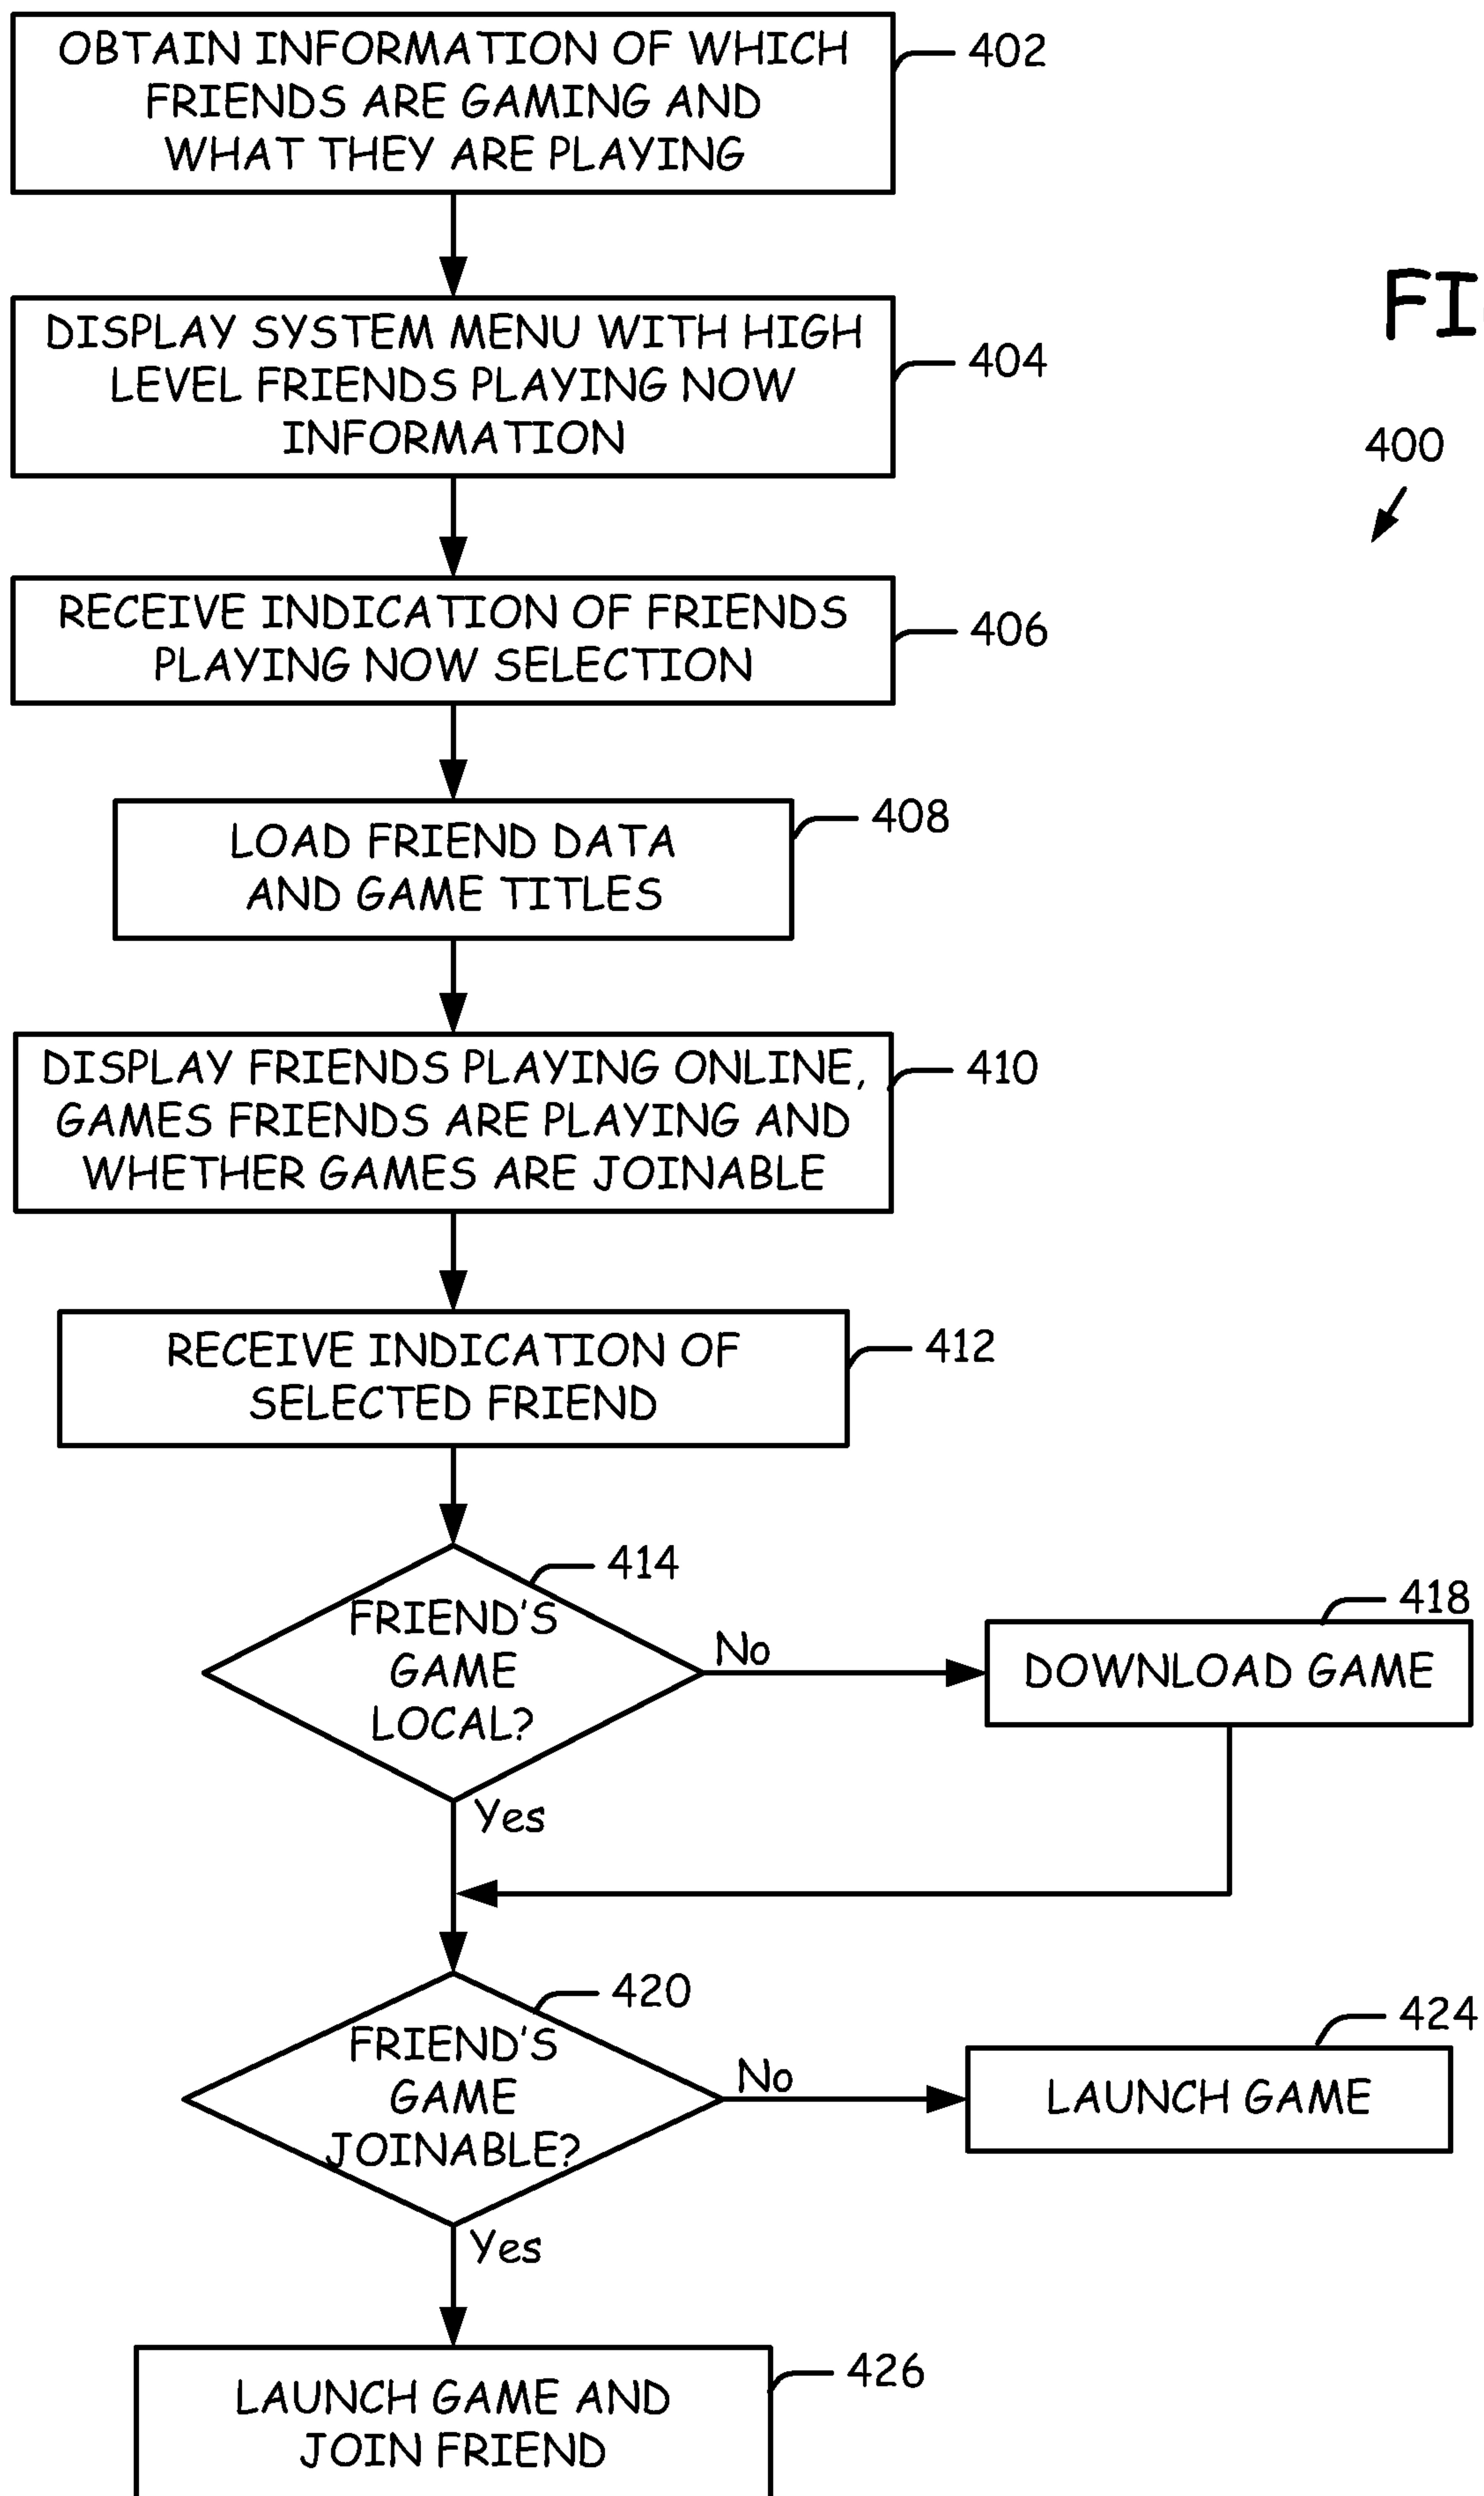 OBTAIN INFORMATION OF WHICH
FRIENDS ARE GAMING AND
WHAT THEY ARE PLAYING
402
FI
DISPLAY SYSTEM MENU WITH HIGH
LEVEL FRIENDS PLAYING NOW
INFORMATION
404
400
RECEIVE INDICATION OF FRIENDS
PLAYING NOW SELECTION
406
LOAD FRIEND DATA
AND GAME TITLES
408
DISPLAY FRIENDS PLAYING ONLINE,
GAMES FRIENDS ARE PLAYING AND
WHETHER GAMES ARE JOINABLE
410
RECEIVE INDICATION OF
SELECTED FRIEND
412
414
FRIEND'S
GAME
LOCAL?
No
418
DOWNLOAD GAME
Yes
420
FRIEND'S
GAME
JOINABLE?
No
424
LAUNCH GAME
Yes
LAUNCH GAME AND
JOIN FRIEND
426